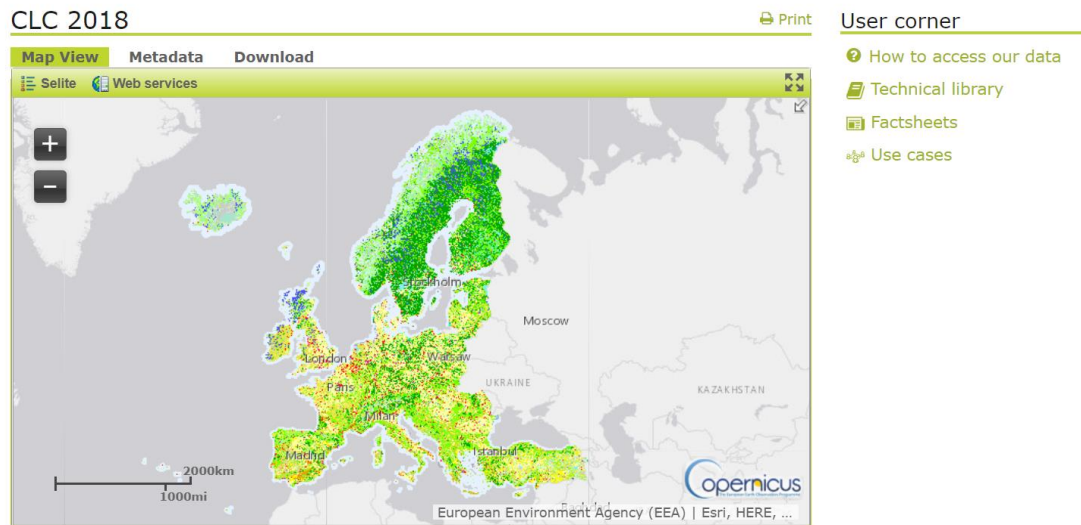 CLC 2018
Print
Map View Metadata Download
Selite Web services
+
−
Stockholm
Moscow
London
Warsaw
Paris
UKRAINE
KAZAKHSTAN
Milan
Madrid
Istanbul
2000km
1000mi
Copernicus
European Environment Agency (EEA) | Esri, HERE, ...
User corner
How to access our data
Technical library
Factsheets
Use cases